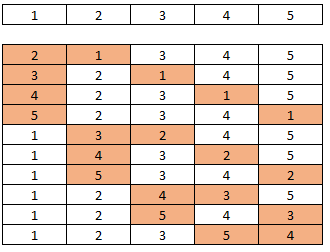 1 2 3 4 5
2 1 3 4 5
3 2 1 4 5
4 2 3 1 5
5 2 3 4 1
1 3 2 4 5
1 4 3 2 5
1 5 3 4 2
1 2 4 3 5
1 2 5 4 3
1 2 3 5 4